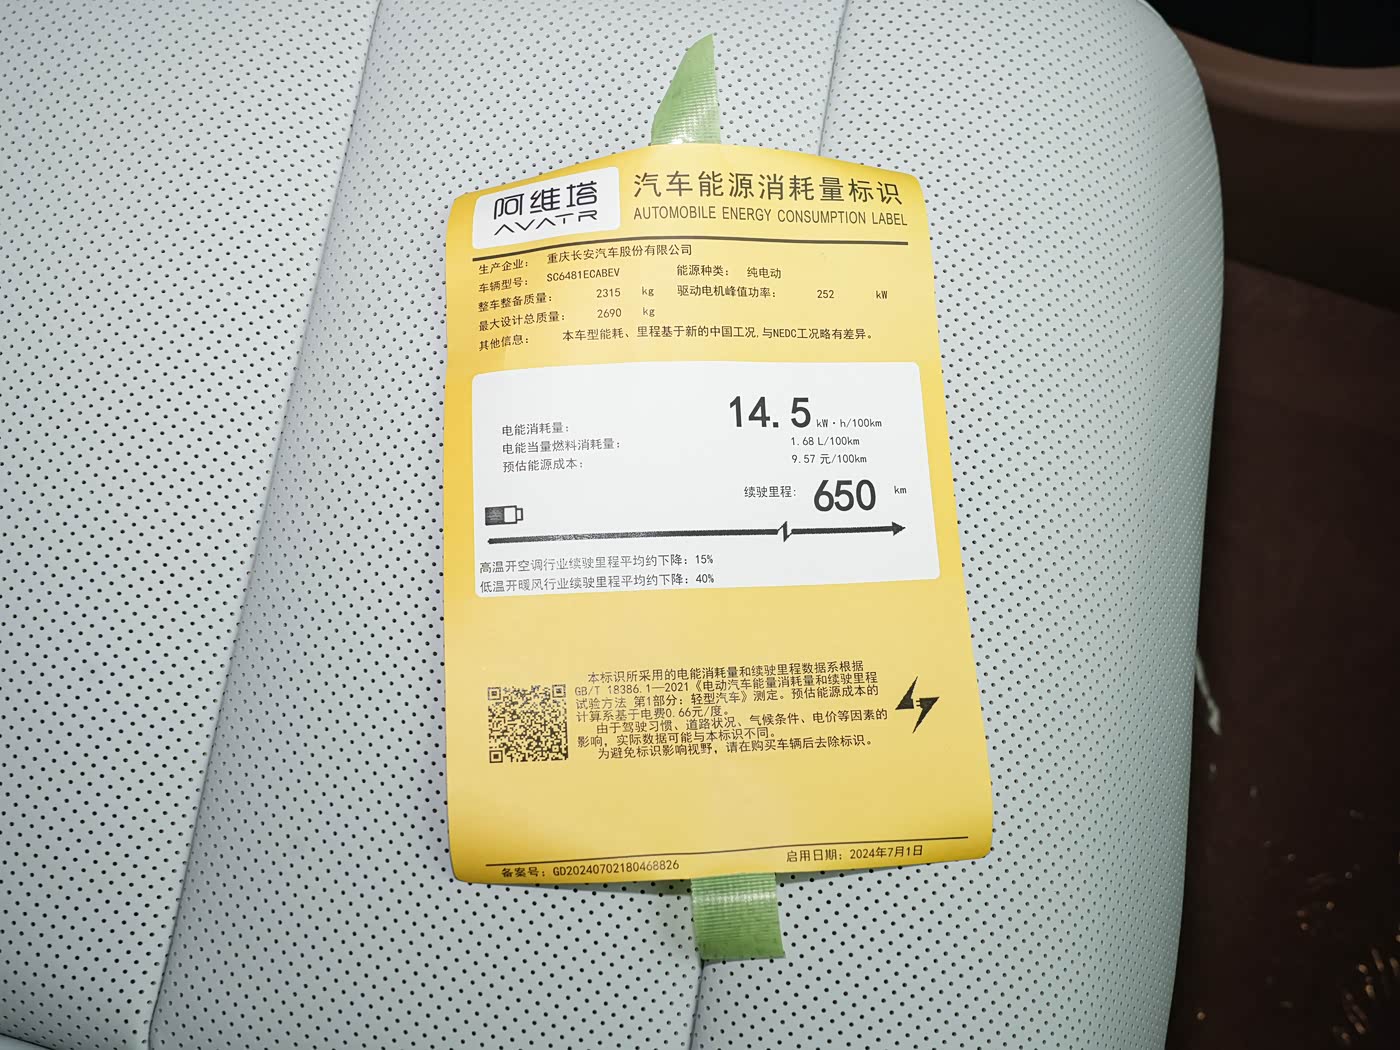 阿维塔
AVATR
汽车能源消耗量标识
AUTOMOBILE ENERGY CONSUMPTION LABEL
生产企业: 重庆长安汽车股份有限公司
车辆型号: SC6481ECABEV 能源种类: 纯电动
整车整备质量: 2315 kg 驱动电机峰值功率: 252 kW
最大设计总质量: 2690 kg
其他信息: 本车型能耗、里程基于新的中国工况,与NEDC工况略有差异。
电能消耗量: 14.5 kW·h/100km
电能当量燃料消耗量: 1.68 L/100km
预估能源成本: 9.57 元/100km
续驶里程: 650 km
高温开空调行业续驶里程平均约下降: 15%
低温开暖风行业续驶里程平均约下降: 40%
本标识所采用的电能消耗量和续驶里程数据系根据
GB/T 18386.1—2021《电动汽车能量消耗量和续驶里程
试验方法 第1部分: 轻型汽车》测定。预估能源成本的
计算系基于电费0.66元/度。
由于驾驶习惯、道路状况、气候条件、电价等因素的
影响, 实际数据可能与本标识不同。
为避免标识影响视野, 请在购买车辆后去除标识。
备案号: GD20240702180468826 启用日期: 2024年7月1日